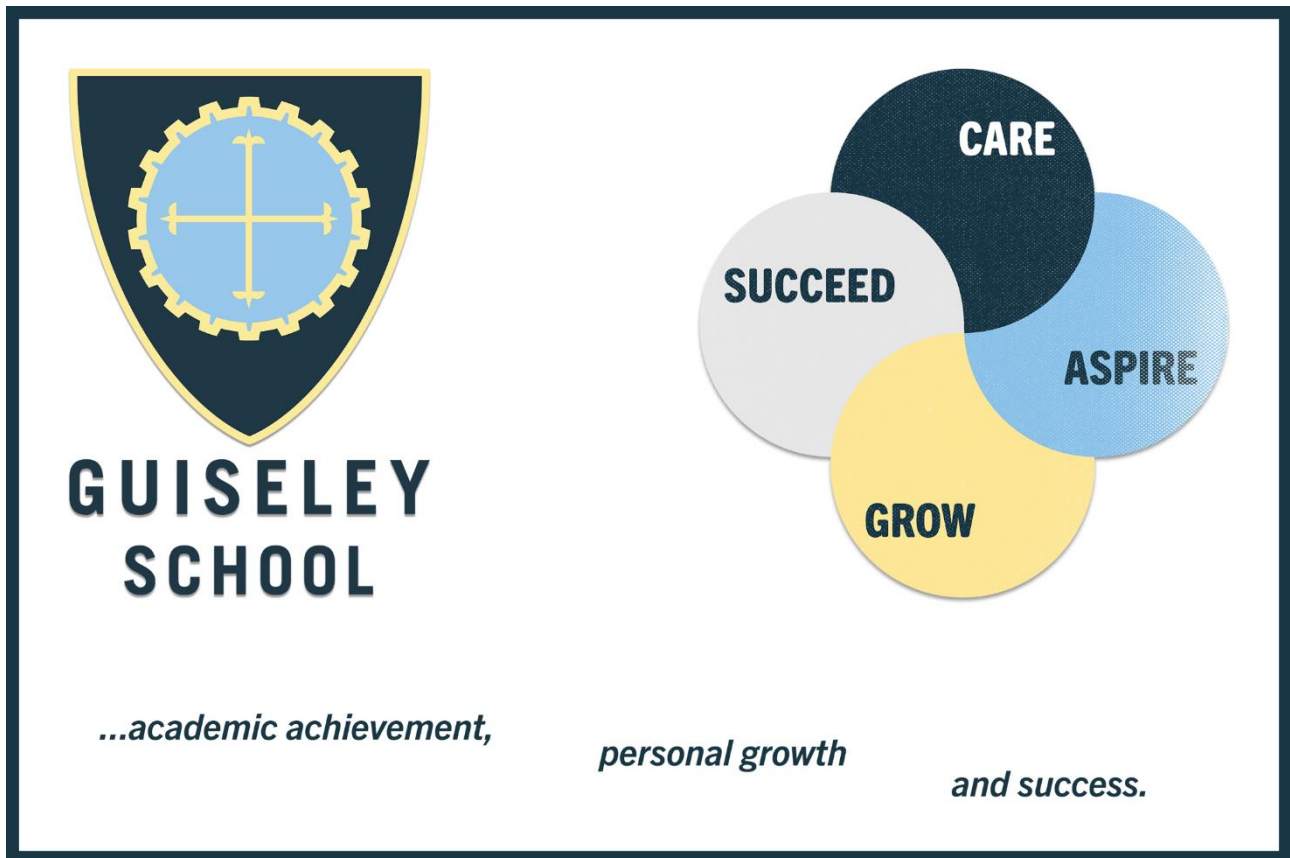 GUISELEY
SCHOOL
CARE
SUCCEED
ASPIRE
GROW
...academic achievement,
personal growth
and success.